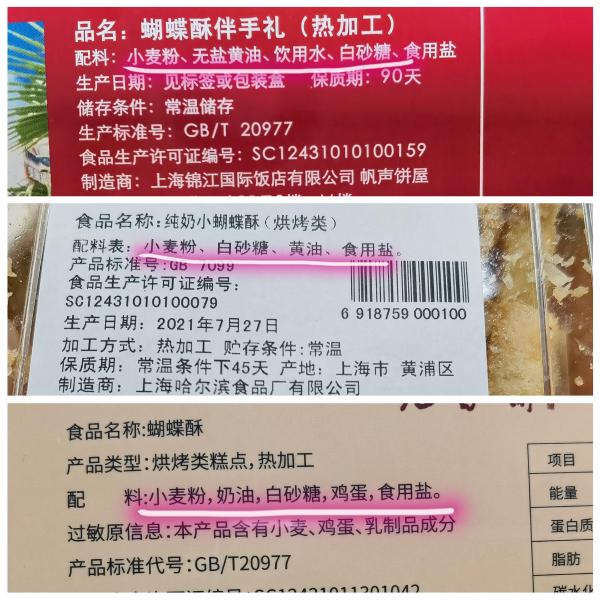 品名：蝴蝶酥伴手礼（热加工）
配料：小麦粉、无盐黄油、饮用水、白砂糖、食用盐
生产日期：见标签或包装盒 保质期：90天
储存条件：常温储存
生产标准号：GB/T 20977
食品生产许可证编号：SC12431010100159
制造商：上海锦江国际饭店有限公司 帆声饼屋
食品名称：纯奶小蝴蝶酥（烘烤类）
配料表：小麦粉、白砂糖、黄油、食用盐。
产品标准号：GB 7099
食品生产许可证编号：
SC12431010100079
6 918759 000100
生产日期：2021年7月27日
加工方式：热加工 贮存条件：常温
保质期：常温条件下45天 产地：上海市 黄浦区
制造商：上海哈尔滨食品厂有限公司
食品名称：蝴蝶酥
产品类型：烘烤类糕点，热加工
配 料：小麦粉，奶油，白砂糖，鸡蛋，食用盐。
过敏原信息：本产品含有小麦、鸡蛋、乳制品成分
产品标准代号：GB/T20977
项目
能量
蛋白质
脂肪